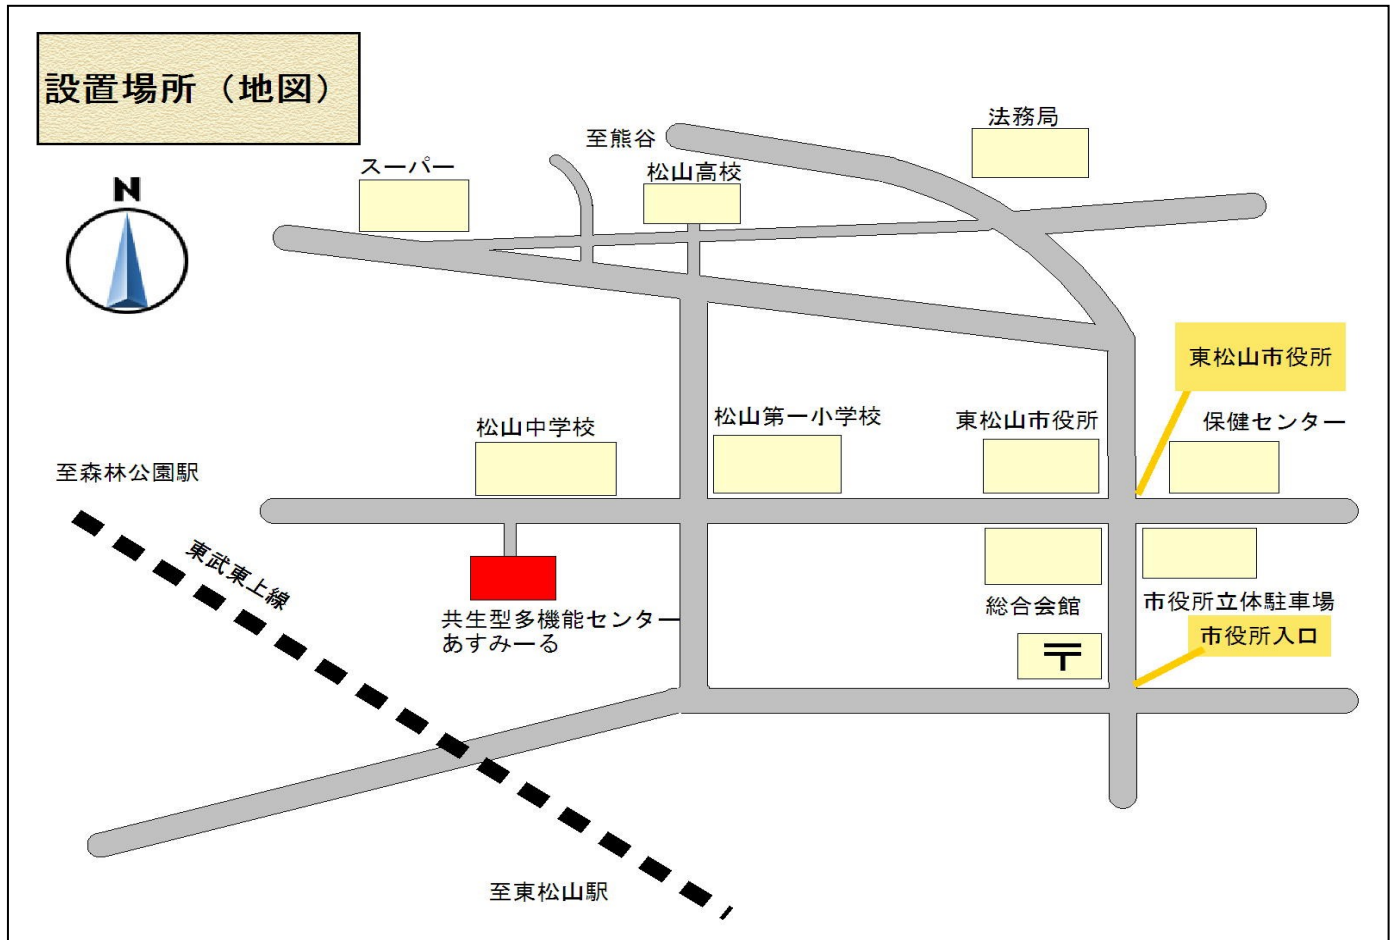 設置場所（地図）
N
法務局
至熊谷
スーパー
松山高校
東松山市役所
松山中学校
松山第一小学校
東松山市役所
保健センター
至森林公園駅
東武東上線
共生型多機能センター
あすみーる
総合会館
市役所立体駐車場
市役所入口
〒
至東松山駅